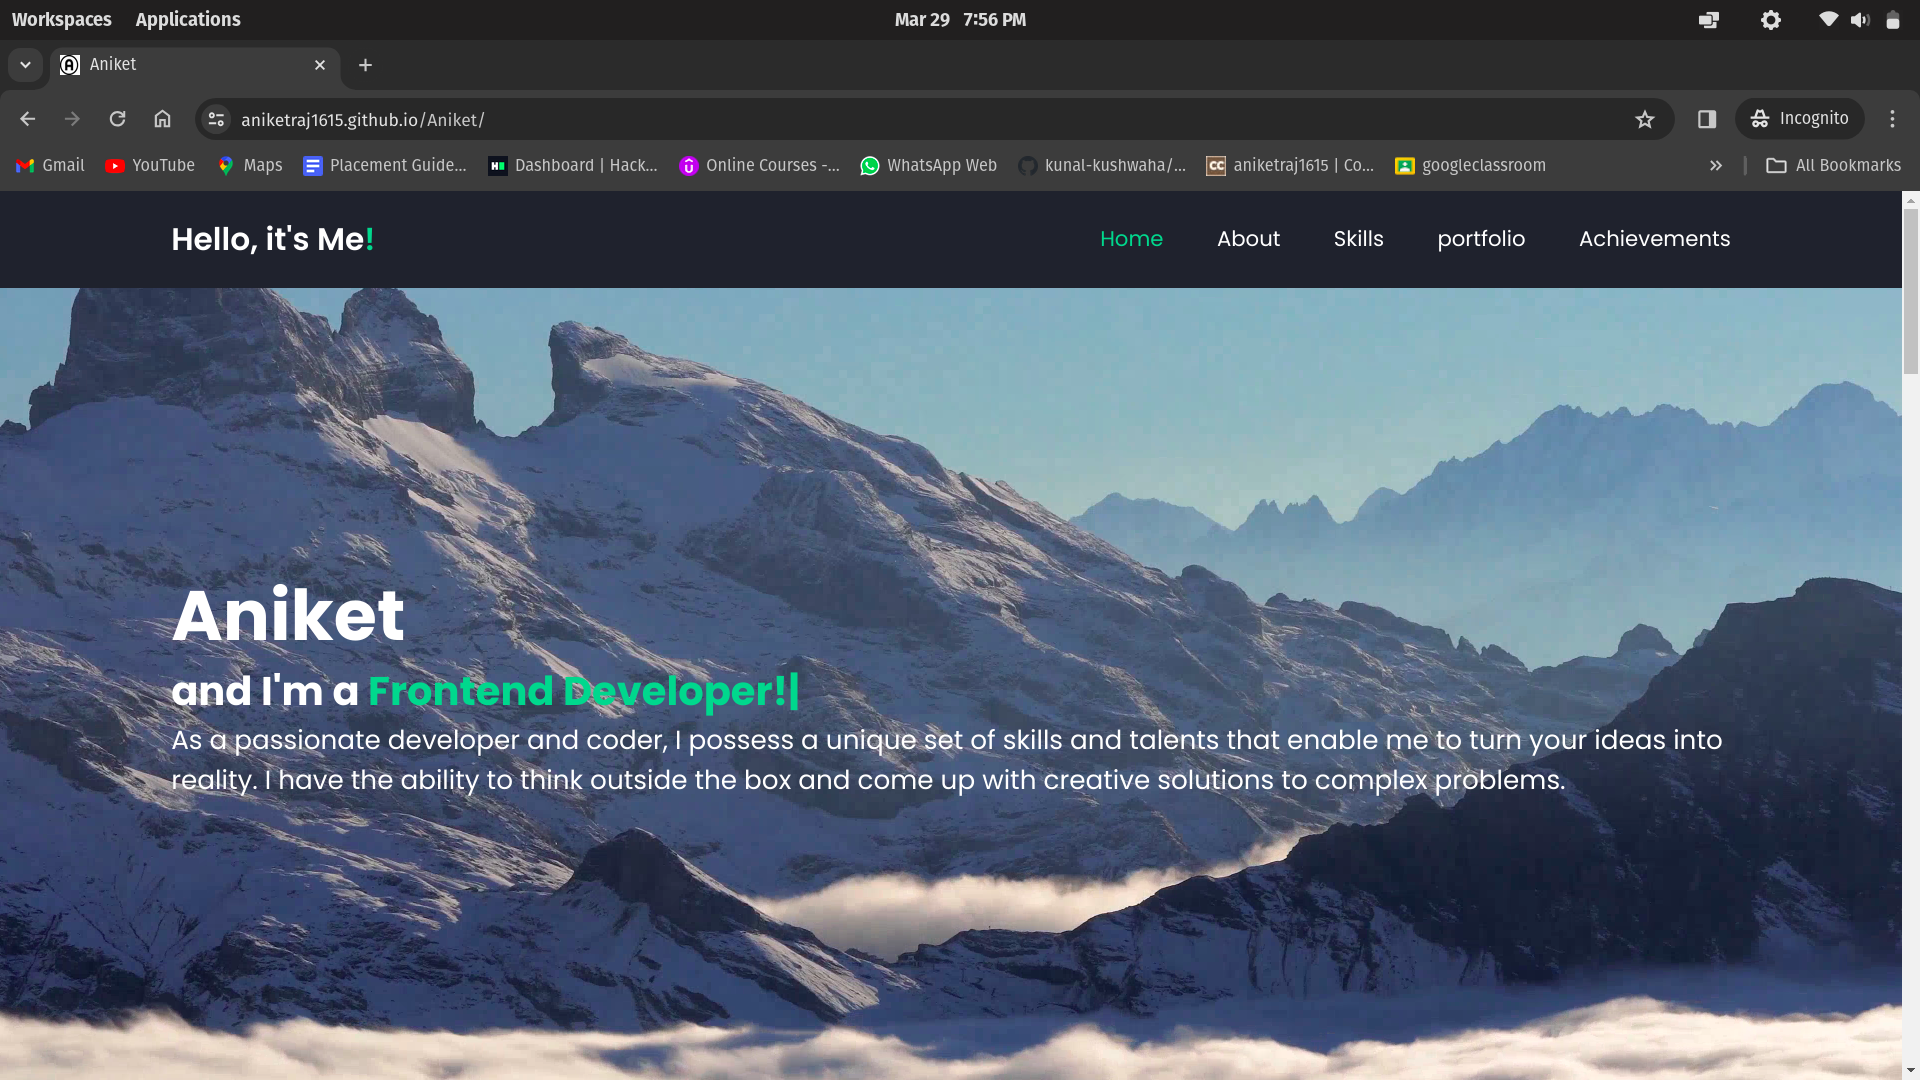 Workspaces Applications Mar 29 7:56 PM
Aniket
aniketraj1615.github.io/Aniket/ Incognito
Gmail YouTube Maps Placement Guide... Dashboard | Hack... Online Courses -... WhatsApp Web kunal-kushwaha/... aniketraj1615 | Co... googleclassroom All Bookmarks
Hello, it's Me! Home About Skills portfolio Achievements
Aniket
and I'm a Frontend Developer!|
As a passionate developer and coder, I possess a unique set of skills and talents that enable me to turn your ideas into
reality. I have the ability to think outside the box and come up with creative solutions to complex problems.